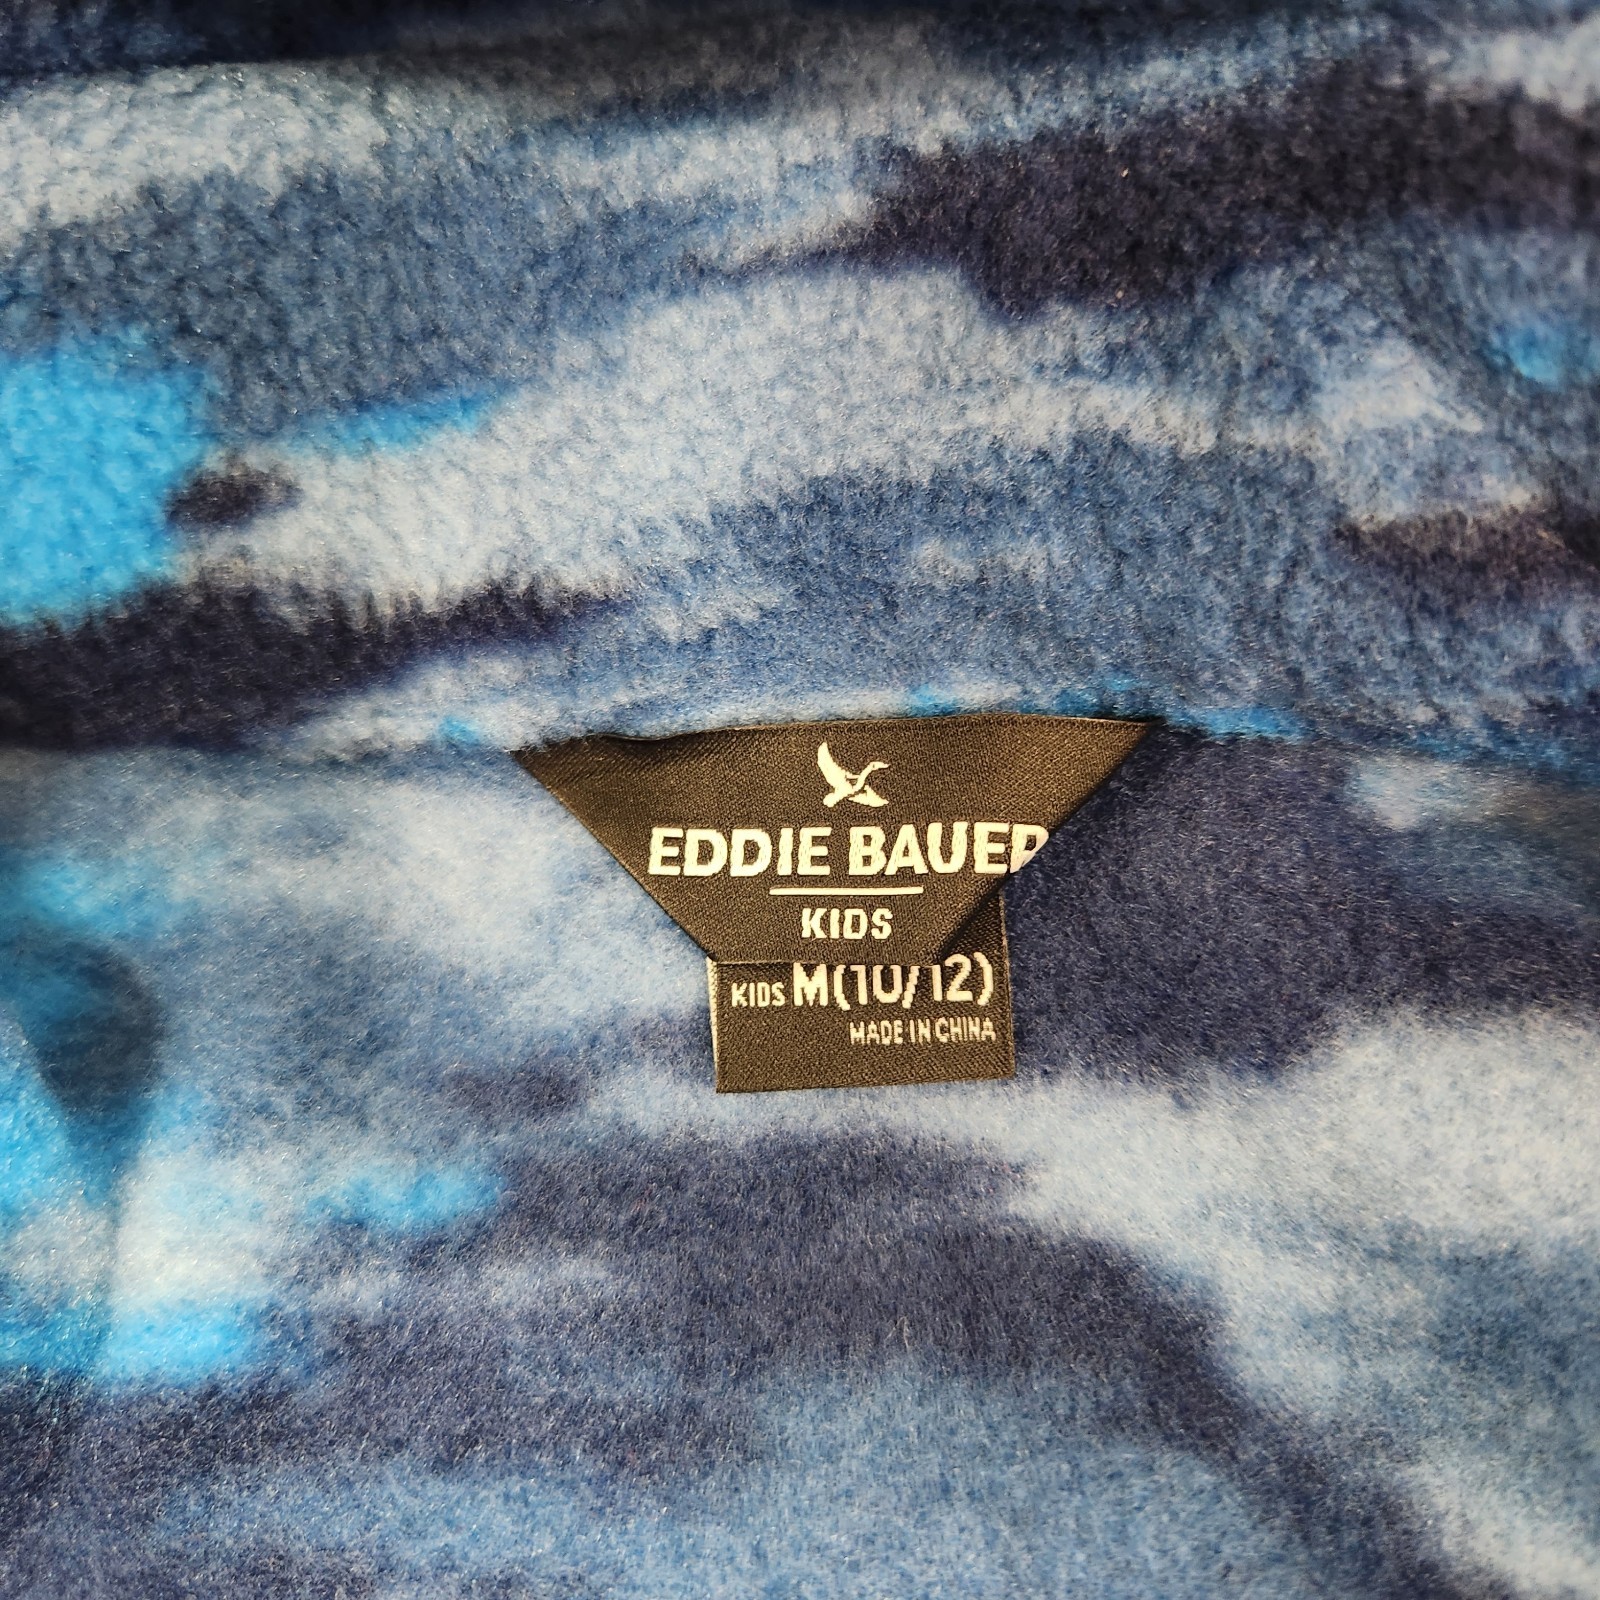 EDDIE BAUER
KIDS
KIDS M(10/12)
MADE IN CHINA